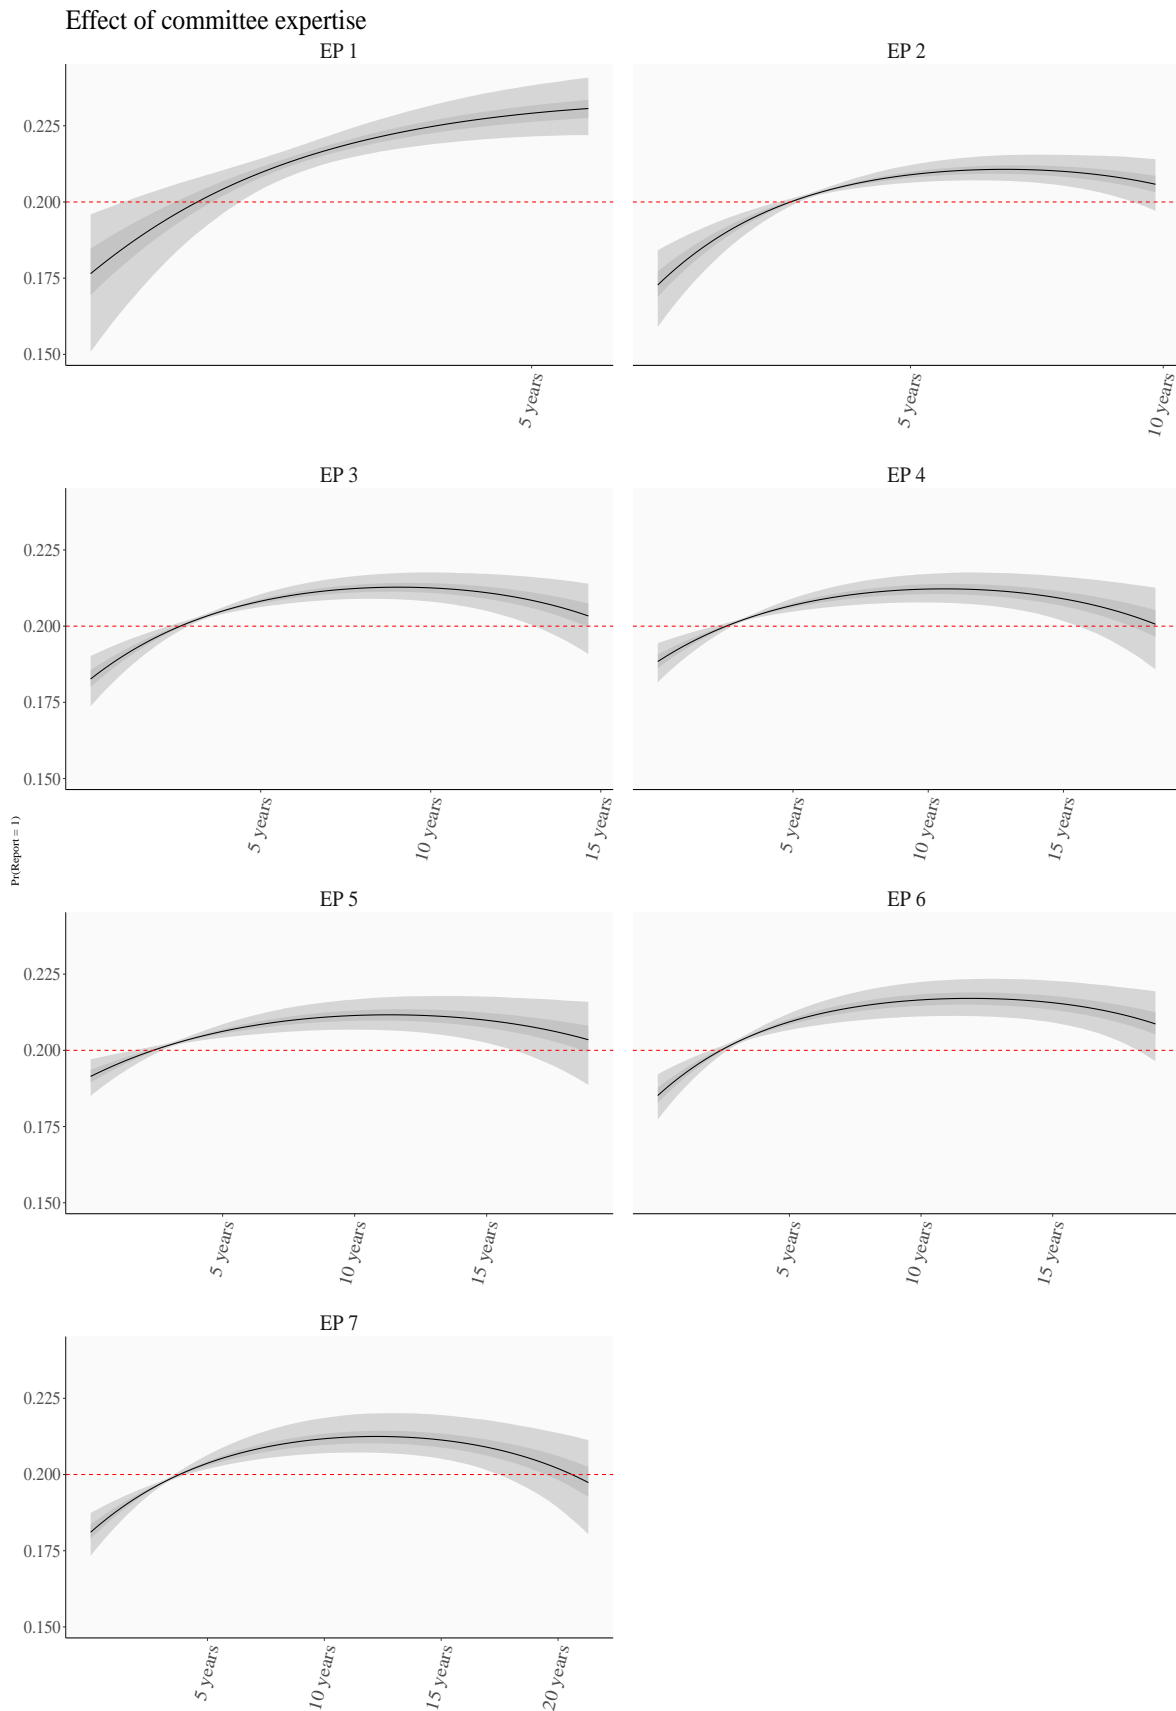 Effect of committee expertise
EP 1
EP 2
0.225
0.200
0.175
0.150
5 years
5 years
10 years
EP 3
EP 4
0.225
0.200
0.175
0.150
5 years
10 years
15 years
5 years
10 years
15 years
Pr(Report = 1)
EP 5
EP 6
0.225
0.200
0.175
0.150
5 years
10 years
15 years
5 years
10 years
15 years
EP 7
0.225
0.200
0.175
0.150
5 years
10 years
15 years
20 years